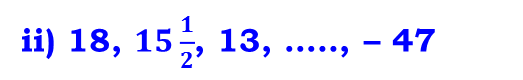 ii) 18, 15 1/2, 13, ....., – 47